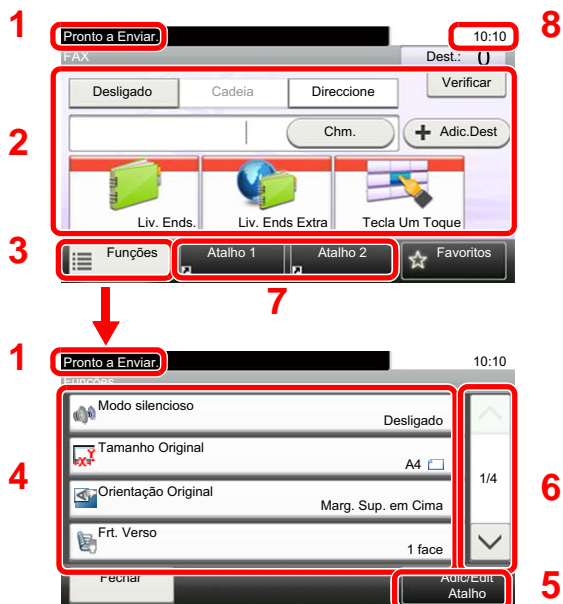 1
Pronto a Enviar.
10:10
8
FAX
Dest.: 0
Desligado
Cadeia
Direccione
Verificar
2
Chm.
Adic.Dest
Liv. Ends.
Liv. Ends Extra
Tecla Um Toque
3
Funções
Atalho 1
Atalho 2
Favoritos
7
1
Pronto a Enviar.
10:10
Funções
Modo silencioso
Desligado
Tamanho Original
A4
4
1/4
6
Orientação Original
Marg. Sup. em Cima
Frt. Verso
1 face
Fechar
Adic/Edit
Atalho
5